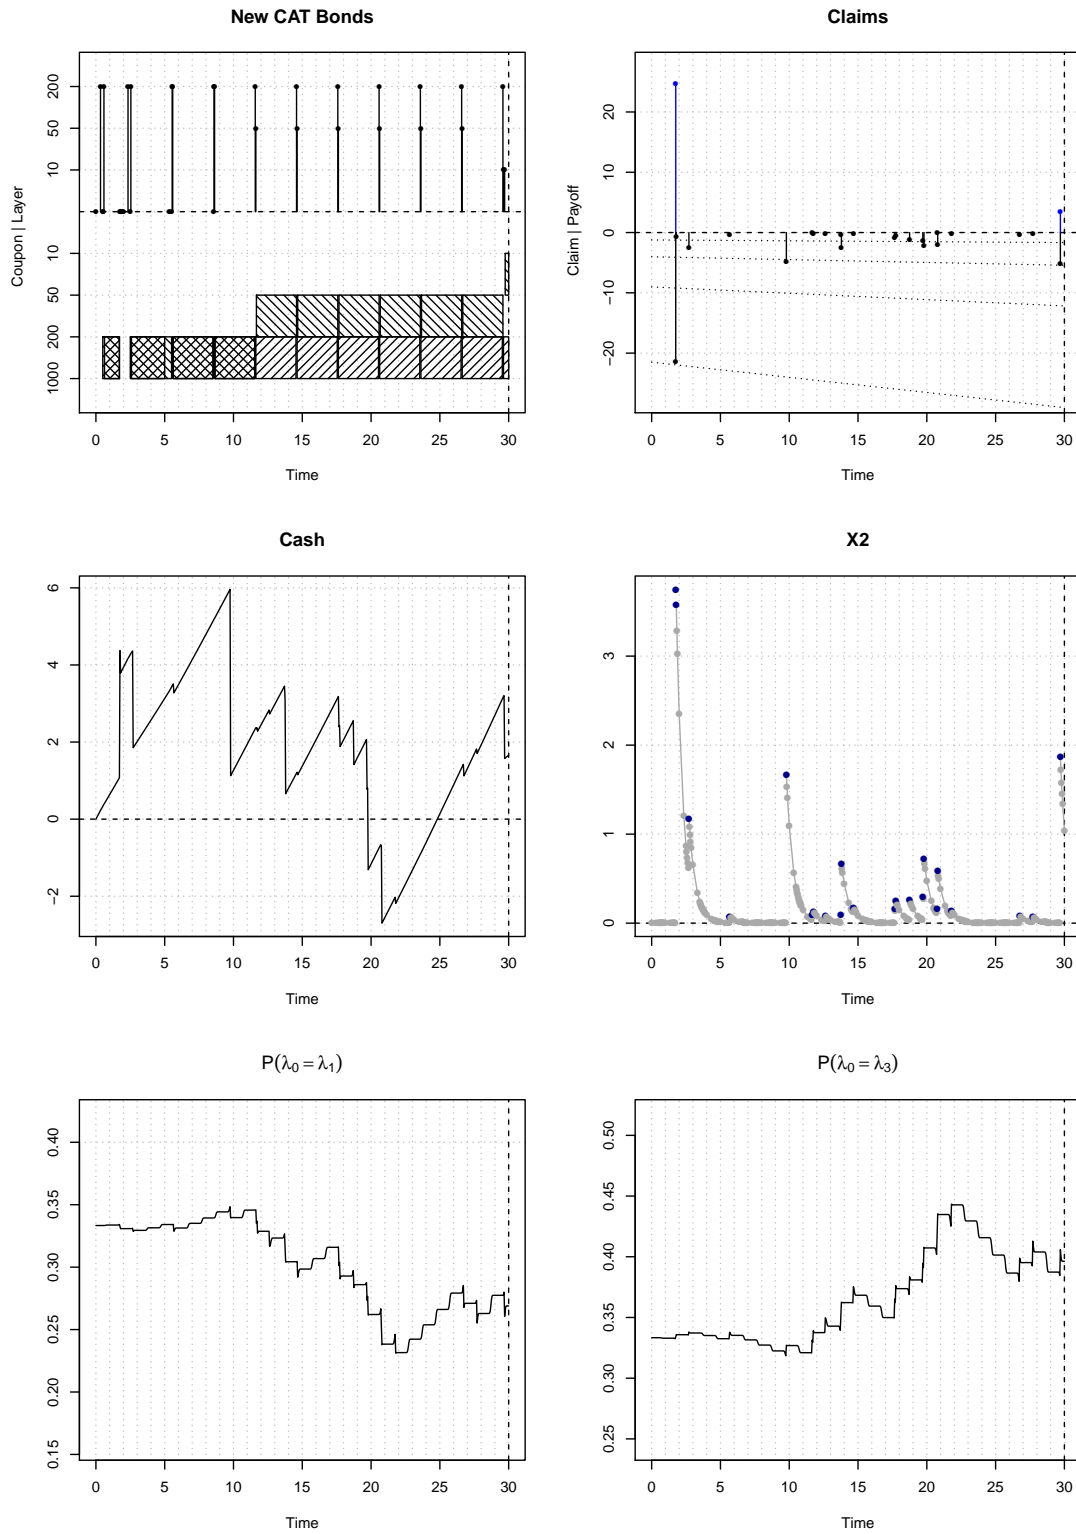 New CAT Bonds
Coupon | Layer
200
50
10
10
50
200
1000
0 5 10 15 20 25 30
Time
Claims
Claim | Payoff
20
10
0
−10
−20
0 5 10 15 20 25 30
Time
Cash
6
4
2
0
−2
0 5 10 15 20 25 30
Time
X2
3
2
1
0
0 5 10 15 20 25 30
Time
P(λ0 = λ1)
0.40
0.35
0.30
0.25
0.20
0.15
0 5 10 15 20 25 30
Time
P(λ0 = λ3)
0.50
0.45
0.40
0.35
0.30
0.25
0 5 10 15 20 25 30
Time